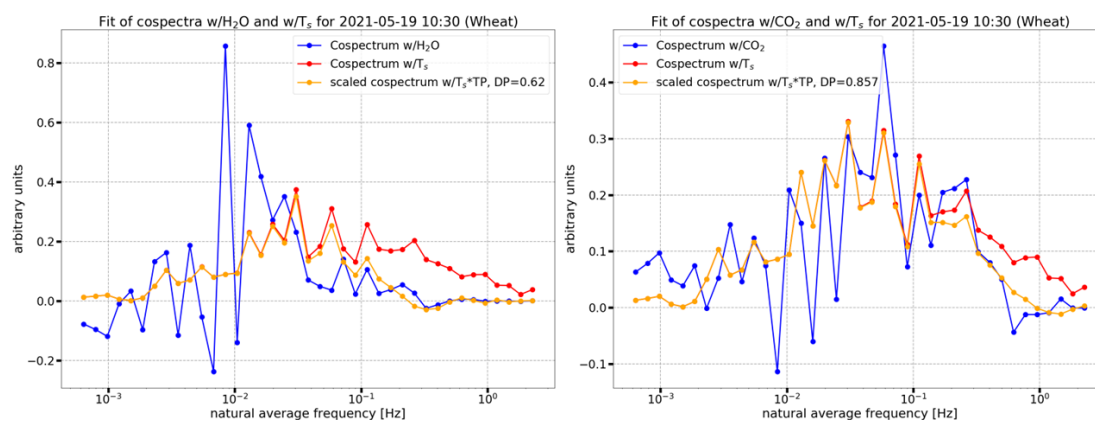 Fit of cospectra w/H₂O and w/Tₛ for 2021-05-19 10:30 (Wheat)
Cospectrum w/H₂O
Cospectrum w/Tₛ
scaled cospectrum w/Tₛ*TP, DP=0.62
arbitrary units
0.8
0.6
0.4
0.2
0.0
−0.2
10⁻³
10⁻²
10⁻¹
10⁰
natural average frequency [Hz]
Fit of cospectra w/CO₂ and w/Tₛ for 2021-05-19 10:30 (Wheat)
Cospectrum w/CO₂
Cospectrum w/Tₛ
scaled cospectrum w/Tₛ*TP, DP=0.857
arbitrary units
0.4
0.3
0.2
0.1
0.0
−0.1
10⁻³
10⁻²
10⁻¹
10⁰
natural average frequency [Hz]